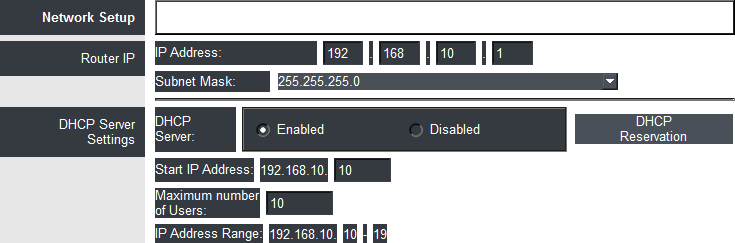 Network Setup
Router IP
IP Address: 192 . 168 . 10 . 1
Subnet Mask: 255.255.255.0
DHCP Server
Settings
DHCP
Server:
Enabled Disabled
DHCP
Reservation
Start IP Address: 192.168.10. 10
Maximum number
of Users: 10
IP Address Range: 192.168.10. 10 - 19